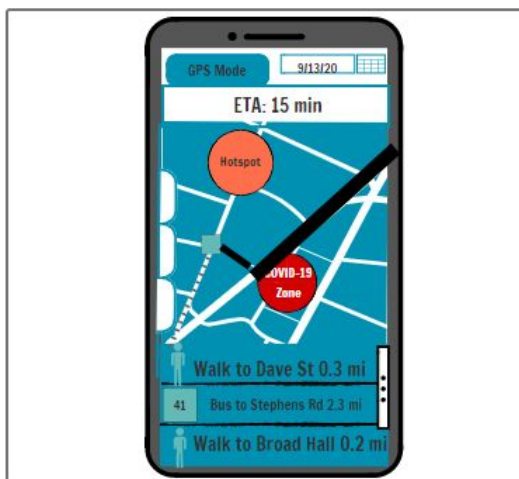 GPS Mode
9/13/20
ETA: 15 min
Hotspot
COVID-19
Zone
Walk to Dave St 0.3 mi
41
Bus to Stephens Rd 2.3 mi
Walk to Broad Hall 0.2 mi